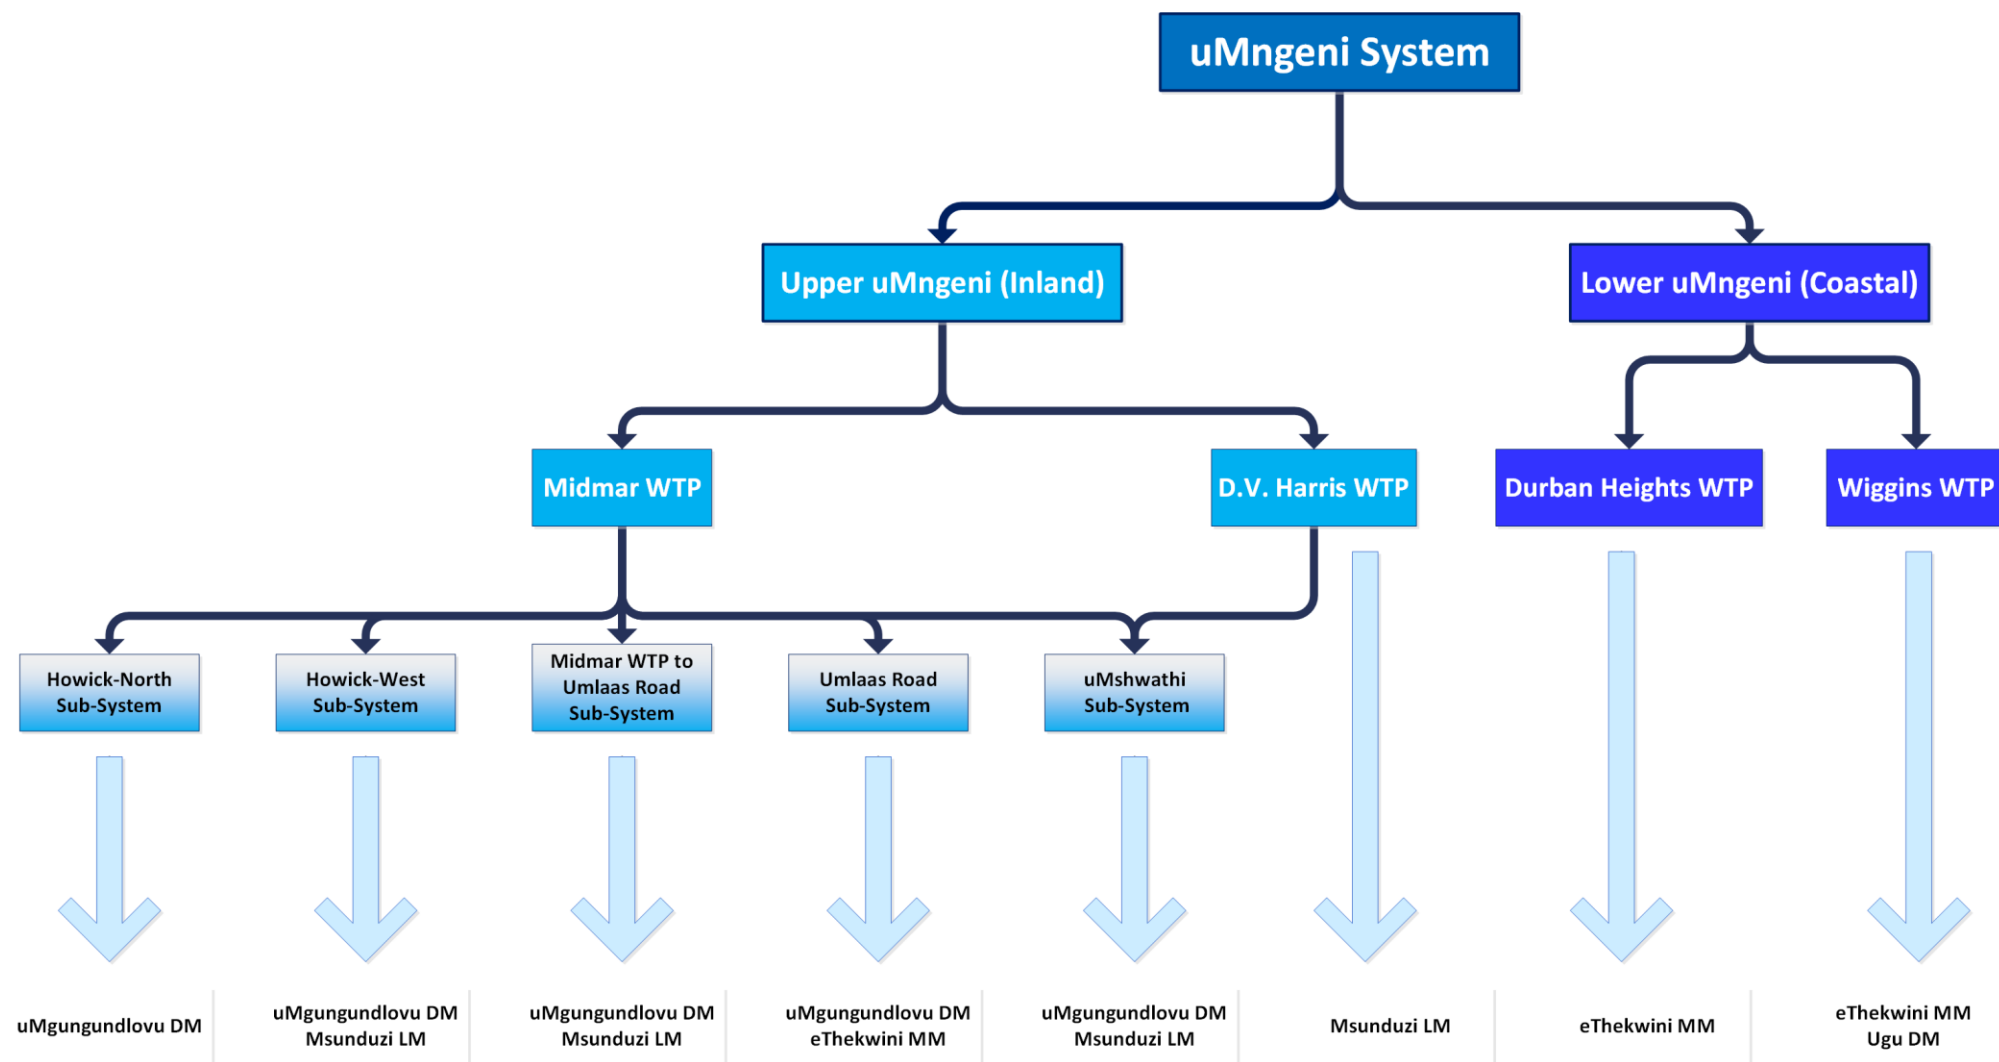 uMngeni System
Upper uMngeni (Inland)
Lower uMngeni (Coastal)
Midmar WTP
D.V. Harris WTP
Durban Heights WTP
Wiggins WTP
Howick-North
Sub-System
Howick-West
Sub-System
Midmar WTP to
Umlaas Road
Sub-System
Umlaas Road
Sub-System
uMshwathi
Sub-System
uMgungundlovu DM
uMgungundlovu DM
Msunduzi LM
uMgungundlovu DM
Msunduzi LM
uMgungundlovu DM
eThekwini MM
uMgungundlovu DM
Msunduzi LM
Msunduzi LM
eThekwini MM
eThekwini MM
Ugu DM